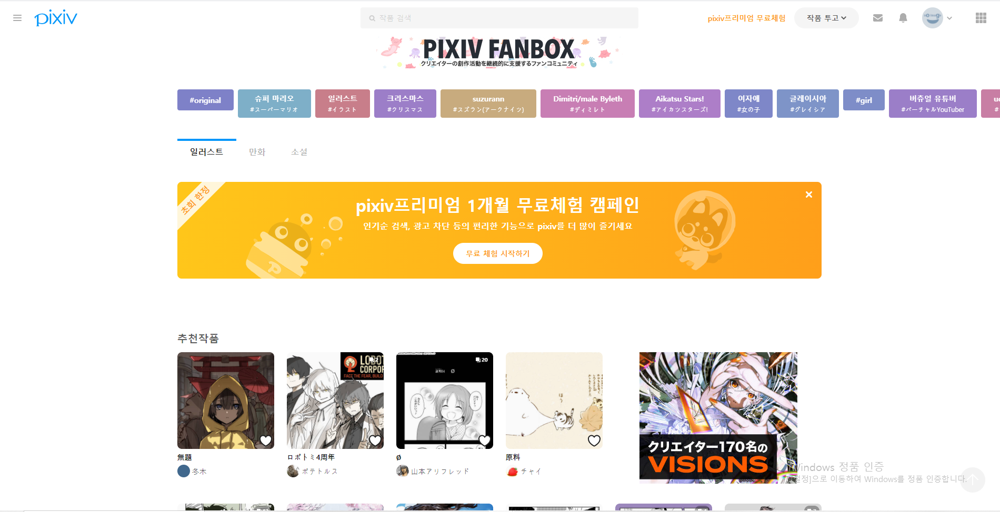 pixiv
作품 검색
pixiv프리미엄 무료체험
작품 투고
PIXIV FANBOX
クリエイターの創作活動を継続的に支援するファンコミュニティ
#original
슈퍼 마리오
#スーパーマリオ
일러스트
#イラスト
크리스마스
#クリスマス
suzurann
#スズラン(アークナイツ)
Dimitri/male Byleth
#ディミレト
Aikatsu Stars!
#アイカツスターズ!
여자애
#女の子
글레이시아
#グレイシア
#girl
버츄얼 유튜버
#バーチャルYouTuber
일러스트
만화
소설
초회 한정
pixiv프리미엄 1개월 무료체험 캠페인
인기순 검색, 광고 차단 등의 편리한 기능으로 pixiv를 더 많이 즐기세요
무료 체험 시작하기
추천작품
2
20
Ø
ほう
無題
冬木
ロボトミ4周年
ポテトルス
Ø
山本アリフレッド
原料
チャイ
クリエイター170名の
VISIONS
Windows 정품 인증
[설정]으로 이동하여 Windows를 정품 인증합니다.